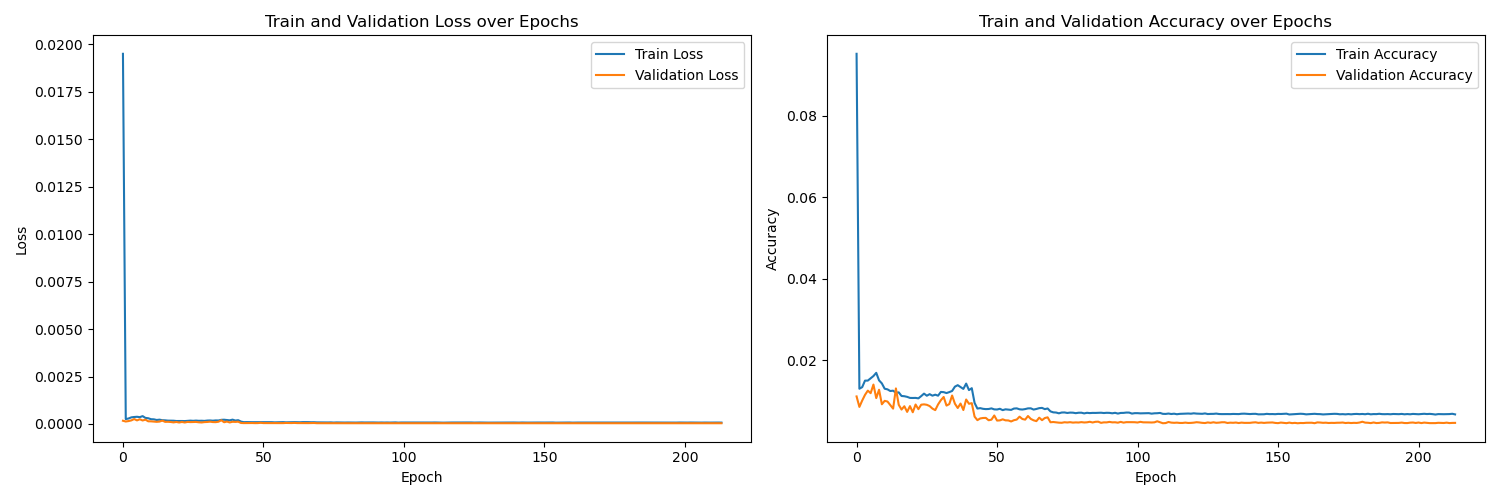 Train and Validation Loss over Epochs
0.0200
0.0175
0.0150
0.0125
0.0100
0.0075
0.0050
0.0025
0.0000
Loss
Train Loss
Validation Loss
0
50
100
150
200
Epoch
Train and Validation Accuracy over Epochs
0.08
0.06
0.04
0.02
Accuracy
Train Accuracy
Validation Accuracy
0
50
100
150
200
Epoch